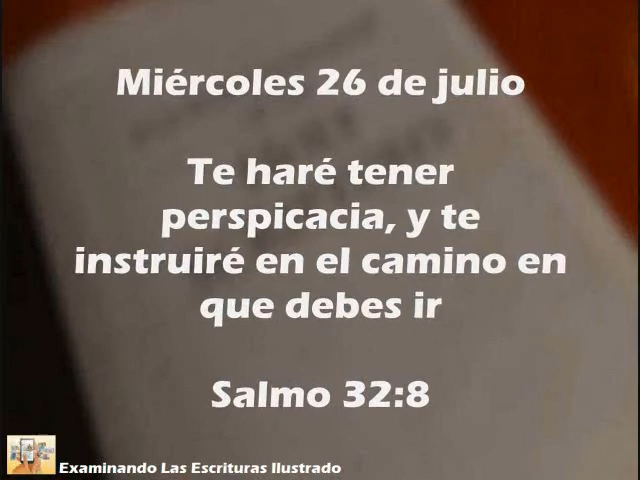 Miércoles 26 de julio
Te haré tener
perspicacia, y te
instruiré en el camino en
que debes ir
Salmo 32:8
Examinando Las Escrituras Ilustrado